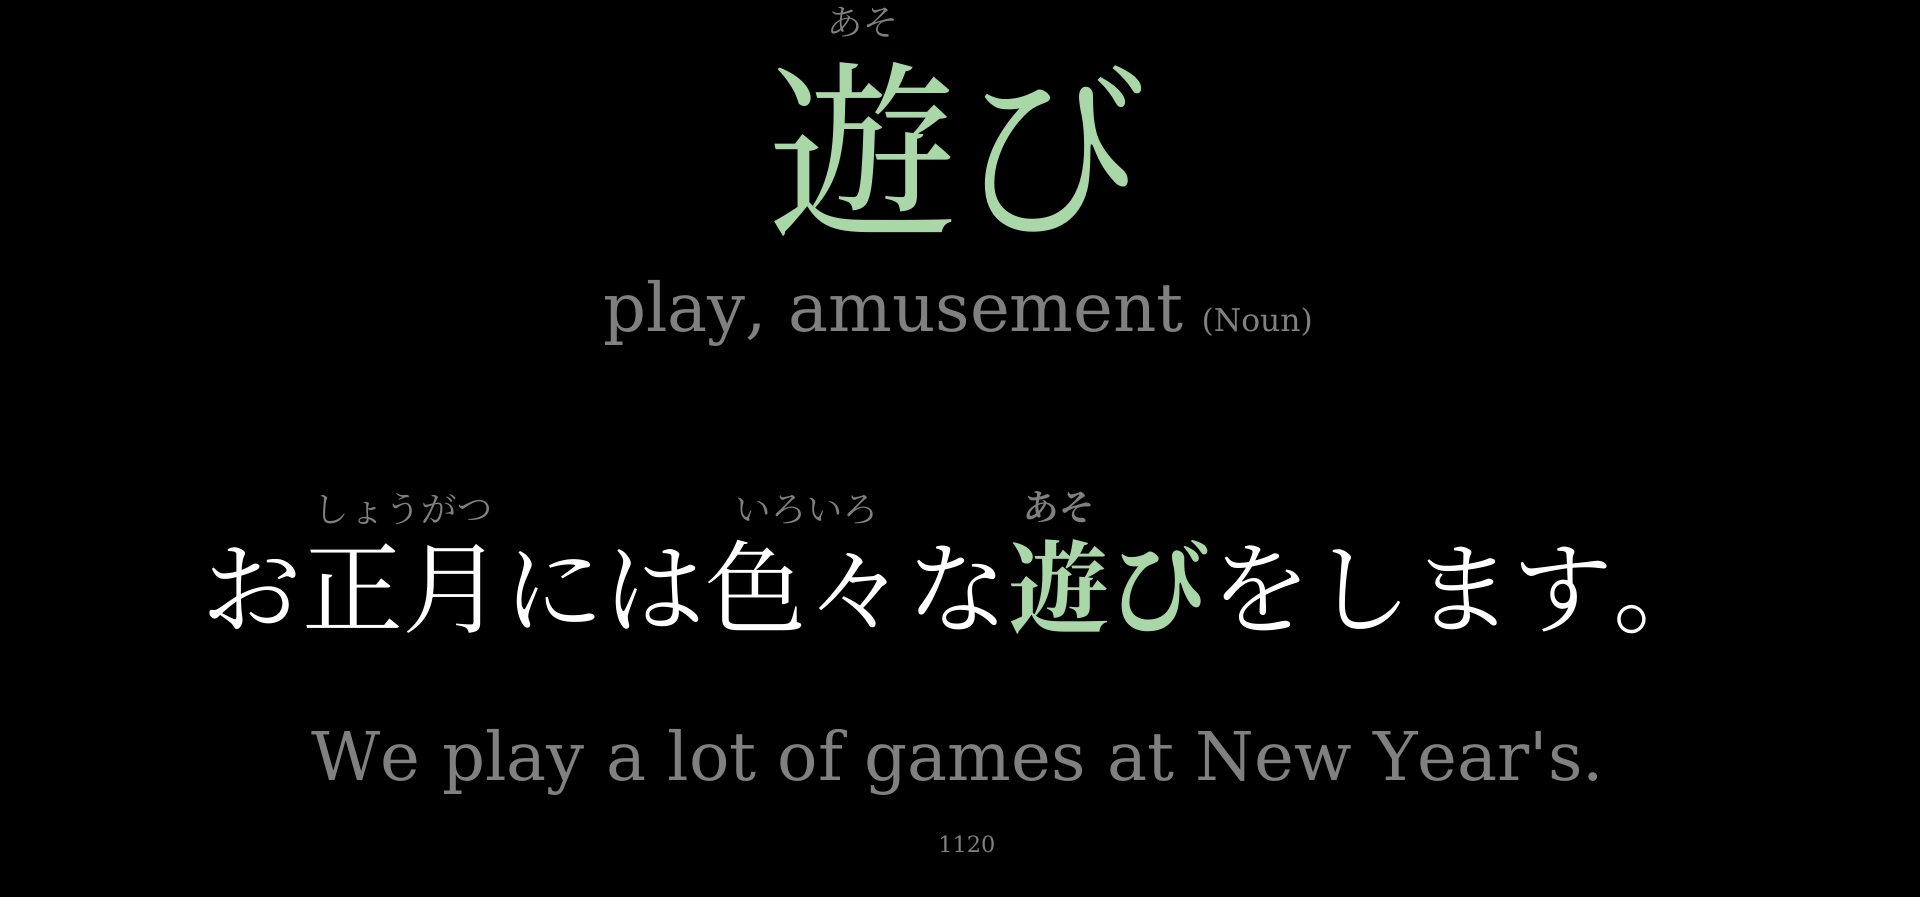 あそ
遊び
play, amusement (Noun)
しょうがつ いろいろ あそ
お正月には色々な遊びをします。
We play a lot of games at New Year's.
1120